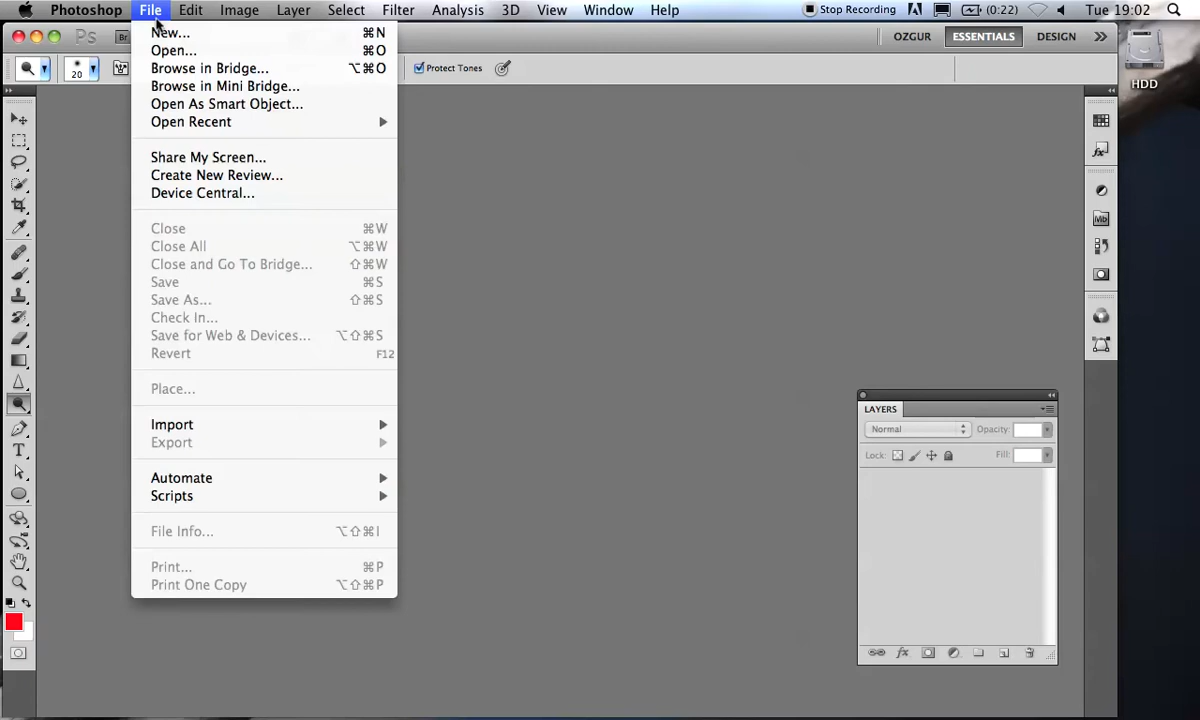 Photoshop File Edit Image Layer Select Filter Analysis 3D View Window Help Stop Recording (0:22) Tue 19:02
Ps Br OZGUR ESSENTIALS DESIGN
20 Protect Tones
HDD
New... ⌘N
Open... ⌘O
Browse in Bridge... ⌥⌘O
Browse in Mini Bridge...
Open As Smart Object...
Open Recent
Share My Screen...
Create New Review...
Device Central...
Close ⌘W
Close All ⌥⌘W
Close and Go To Bridge... ⇧⌘W
Save ⌘S
Save As... ⇧⌘S
Check In...
Save for Web & Devices... ⌥⇧⌘S
Revert F12
Place...
Import
Export
Automate
Scripts
File Info... ⌥⇧⌘I
Print... ⌘P
Print One Copy ⌥⇧⌘P
Mb
LAYERS
Normal Opacity:
Lock: Fill: